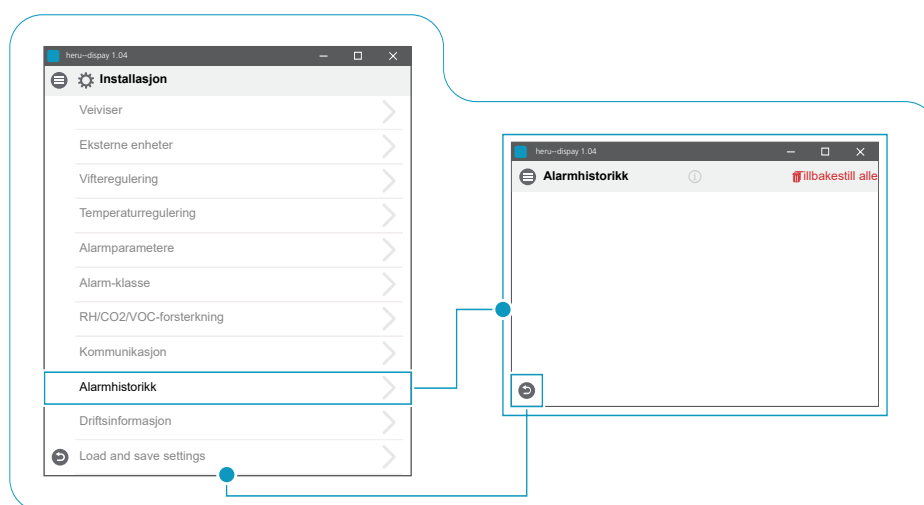 heru--dispay 1.04
Installasjon
Veiviser
Eksterne enheter
Vifteregulering
Temperaturregulering
Alarmparametere
Alarm-klasse
RH/CO2/VOC-forsterkning
Kommunikasjon
Alarmhistorikk
Driftsinformasjon
Load and save settings
heru--dispay 1.04
Alarmhistorikk Tillbakestill alle